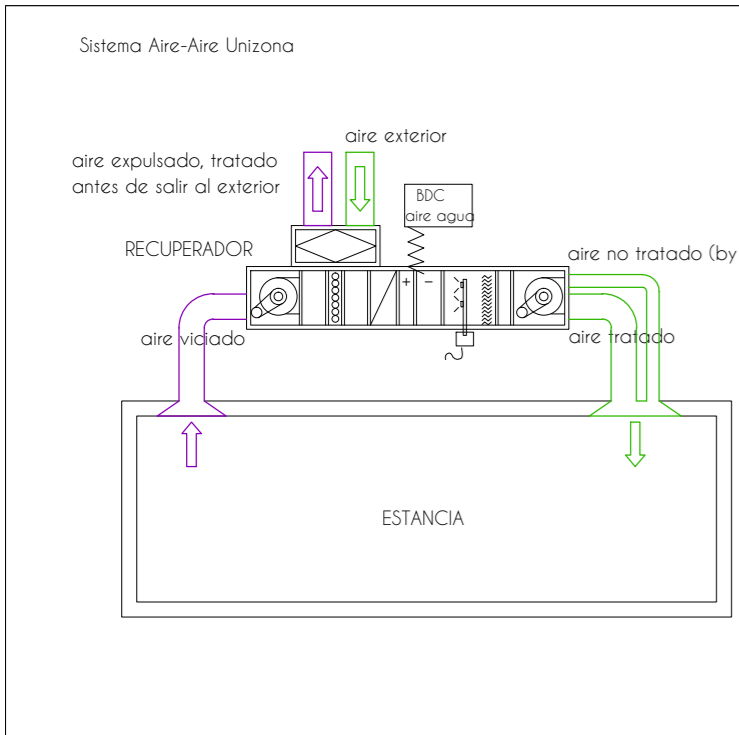 Sistema Aire-Aire Unizona
aire exterior
aire expulsado, tratado
antes de salir al exterior
BDC
aire agua
RECUPERADOR
aire no tratado (by
+ −
aire viciado
aire tratado
ESTANCIA